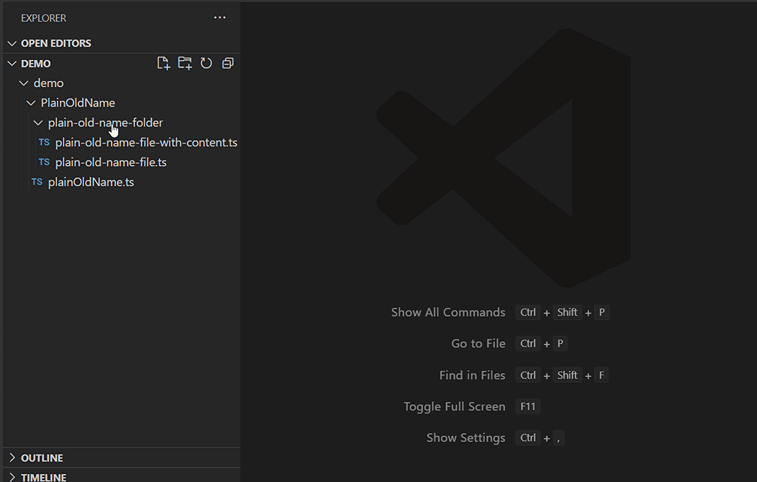 EXPLORER
OPEN EDITORS
DEMO
demo
PlainOldName
plain-old-name-folder
TS plain-old-name-file-with-content.ts
TS plain-old-name-file.ts
TS plainOldName.ts
OUTLINE
TIMELINE
Show All Commands Ctrl + Shift + P
Go to File Ctrl + P
Find in Files Ctrl + Shift + F
Toggle Full Screen F11
Show Settings Ctrl + ,